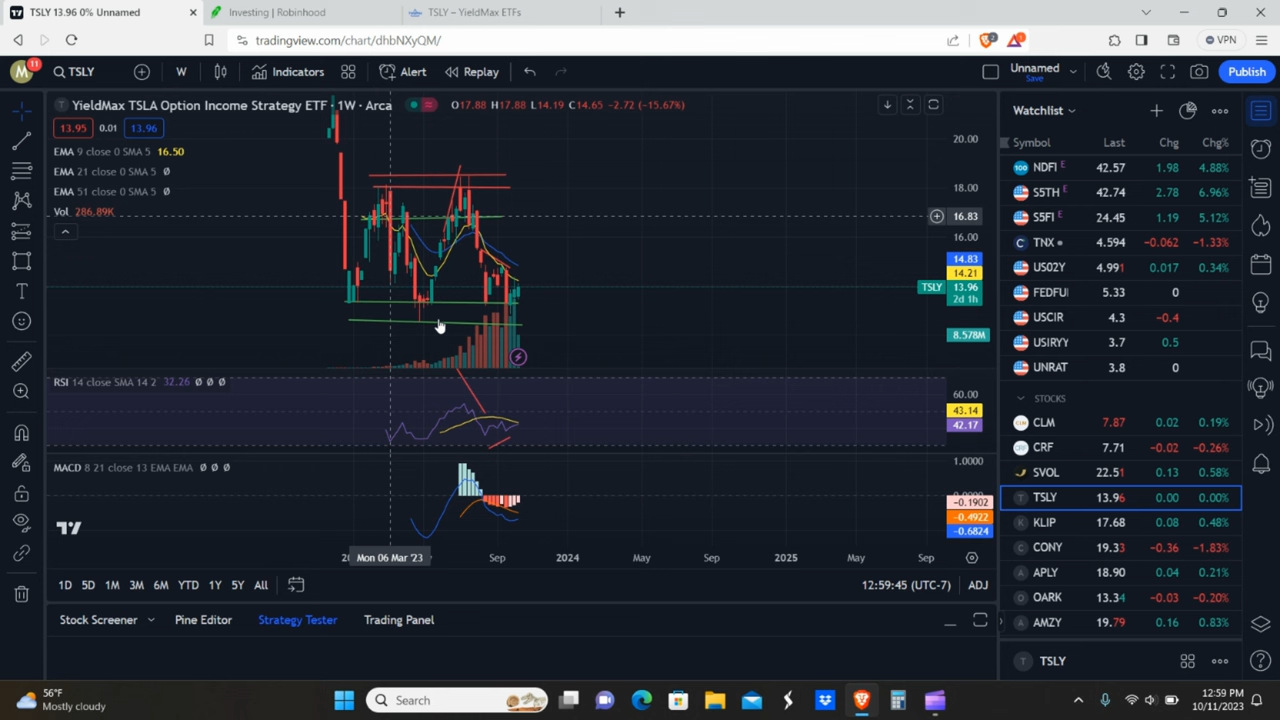 TSLY 13.96 0% Unnamed
Investing | Robinhood
TSLY – YieldMax ETFs
tradingview.com/chart/dhbNXyQM/
VPN
M 11
TSLY
W
Indicators
Alert
Replay
Unnamed
Save
Publish
YieldMax TSLA Option Income Strategy ETF · 1W · Arca
O17.88 H17.88 L14.19 C14.65 -2.72 (-15.67%)
13.95 0.01 13.96
EMA 9 close 0 SMA 5 16.50
EMA 21 close 0 SMA 5 Ø
EMA 51 close 0 SMA 5 Ø
Vol 286.89K
20.00
18.00
16.83
16.00
14.83
14.21
TSLY 13.96
2d 1h
8.578M
RSI 14 close SMA 14 2 32.26 Ø Ø Ø
60.00
43.14
42.17
MACD 8 21 close 13 EMA EMA Ø Ø Ø
1.0000
-0.1902
-0.4922
-0.6824
Mon 06 Mar '23
Sep 2024 May Sep 2025 May Sep
1D 5D 1M 3M 6M YTD 1Y 5Y All
12:59:45 (UTC-7) ADJ
Stock Screener Pine Editor Strategy Tester Trading Panel
Watchlist
Symbol Last Chg Chg%
NDFI E 42.57 1.98 4.88%
S5TH E 42.74 2.78 6.96%
S5FI E 24.45 1.19 5.12%
TNX 4.594 -0.062 -1.33%
US02Y 4.991 0.017 0.34%
FEDFU 5.33 0
USCIR 4.3 -0.4
USIRYY 3.7 0.5
UNRAT 3.8 0
STOCKS
CLM 7.87 0.02 0.19%
CRF 7.71 -0.02 -0.26%
SVOL 22.51 0.13 0.58%
TSLY 13.96 0.00 0.00%
KLIP 17.68 0.08 0.48%
CONY 19.33 -0.36 -1.83%
APLY 18.90 0.04 0.21%
OARK 13.34 -0.03 -0.20%
AMZY 19.79 0.16 0.83%
TSLY
56°F
Mostly cloudy
Search
12:59 PM
10/11/2023